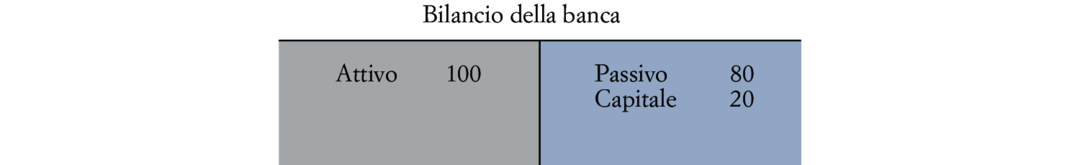 Bilancio della banca
Attivo 100 Passivo 80
Capitale 20